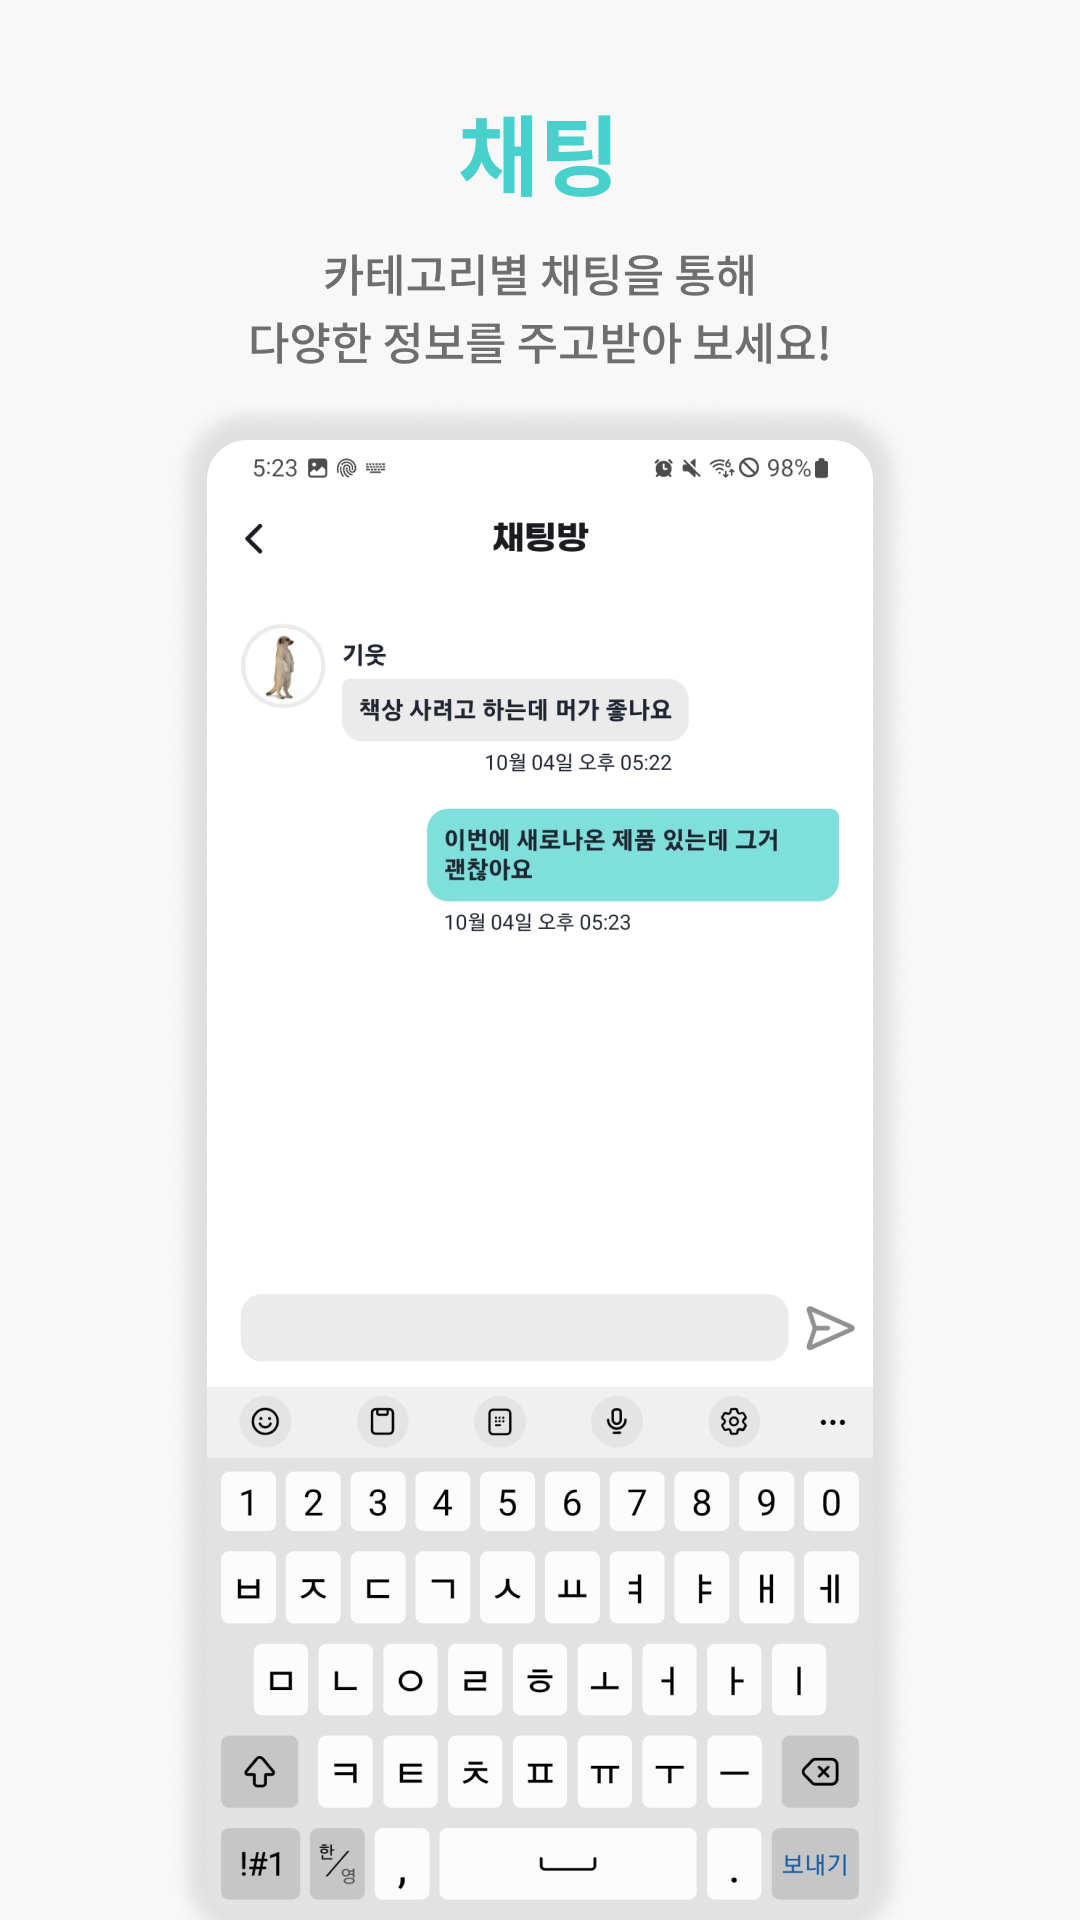 채팅
카테고리별 채팅을 통해
다양한 정보를 주고받아 보세요!
5:23 98%
채팅방
기웃
책상 사려고 하는데 머가 좋나요
10월 04일 오후 05:22
이번에 새로나온 제품 있는데 그거
괜찮아요
10월 04일 오후 05:23
1 2 3 4 5 6 7 8 9 0
ㅂ ㅈ ㄷ ㄱ ㅅ ㅛ ㅕ ㅑ ㅐ ㅔ
ㅁ ㄴ ㅇ ㄹ ㅎ ㅗ ㅓ ㅏ ㅣ
ㅋ ㅌ ㅊ ㅍ ㅠ ㅜ ㅡ
!#1 한/영 , . 보내기